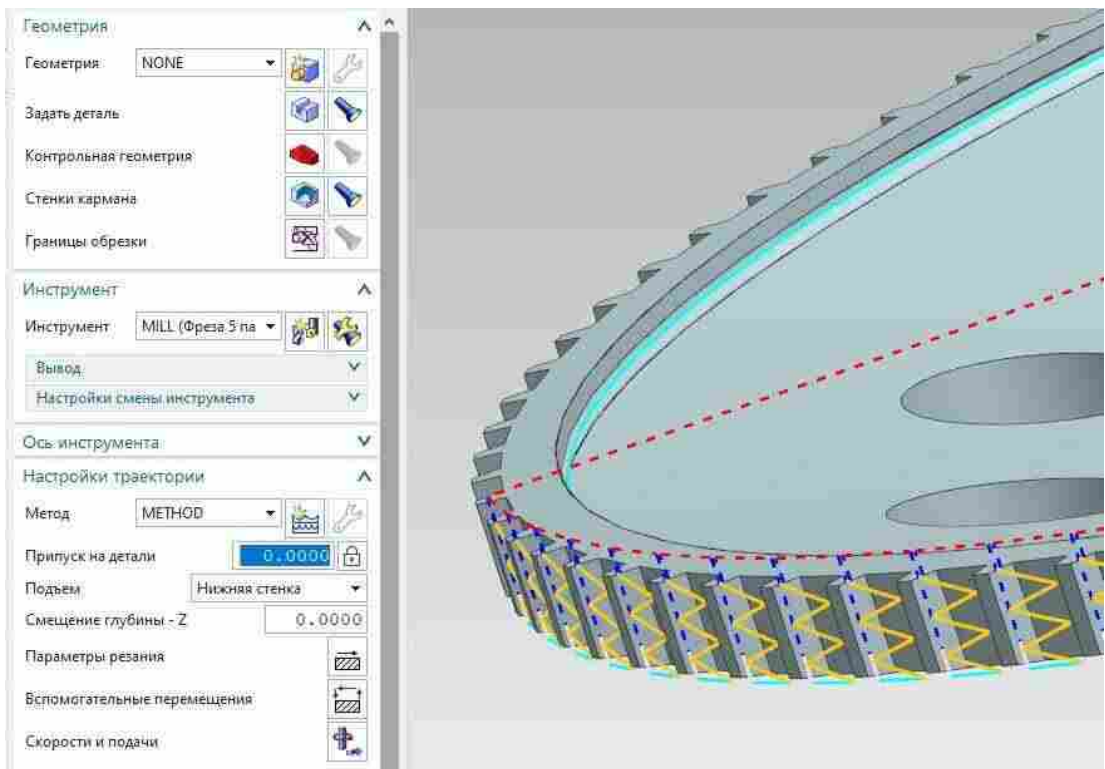 Геометрия
Геометрия NONE
Задать деталь
Контрольная геометрия
Стенки кармана
Границы обрезки
Инструмент
Инструмент MILL (Фреза 5 па
Вывод
Настройки смены инструмента
Ось инструмента
Настройки траектории
Метод METHOD
Припуск на детали 0.0000
Подъем Нижняя стенка
Смещение глубины - Z 0.0000
Параметры резания
Вспомогательные перемещения
Скорости и подачи